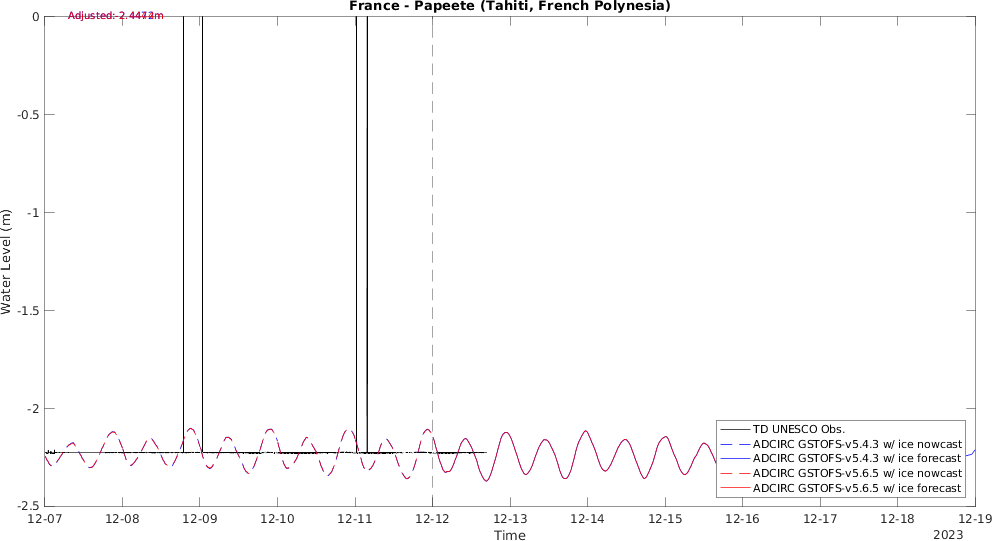 France - Papeete (Tahiti, French Polynesia)
0
-0.5
-1
-1.5
-2
-2.5
Water Level (m)
TD UNESCO Obs.
ADCIRC GSTOFS-v5.4.3 w/ ice nowcast
ADCIRC GSTOFS-v5.4.3 w/ ice forecast
ADCIRC GSTOFS-v5.6.5 w/ ice nowcast
ADCIRC GSTOFS-v5.6.5 w/ ice forecast
12-07 12-08 12-09 12-10 12-11 12-12 12-13 12-14 12-15 12-16 12-17 12-18 12-19
Time
2023